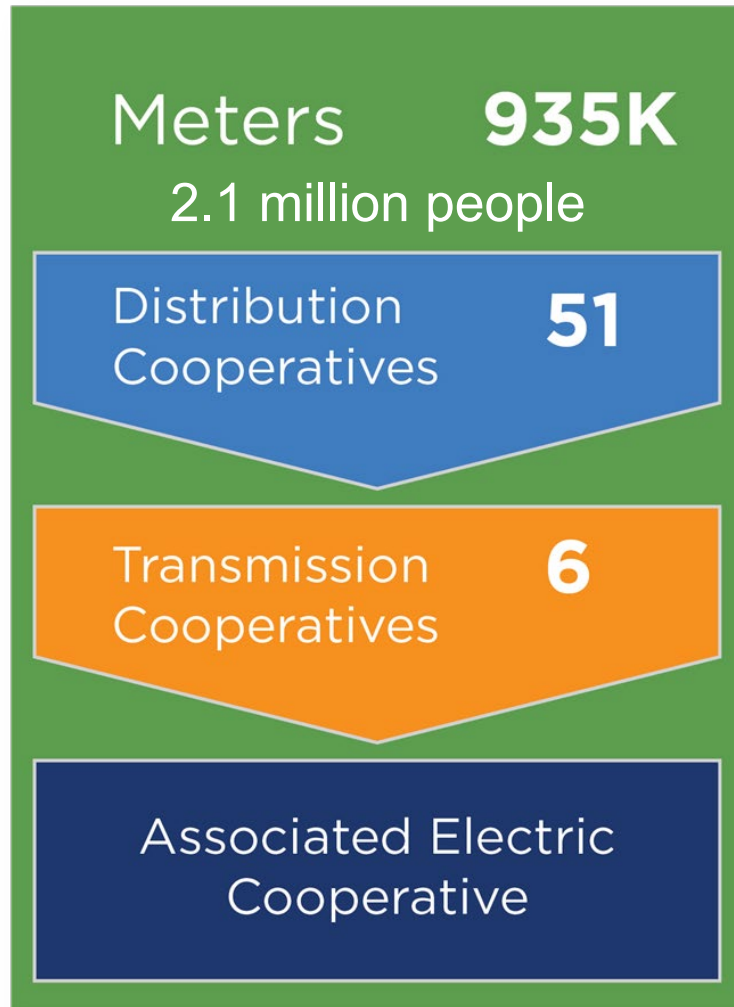 Meters 935K
2.1 million people
Distribution 51
Cooperatives
Transmission 6
Cooperatives
Associated Electric
Cooperative